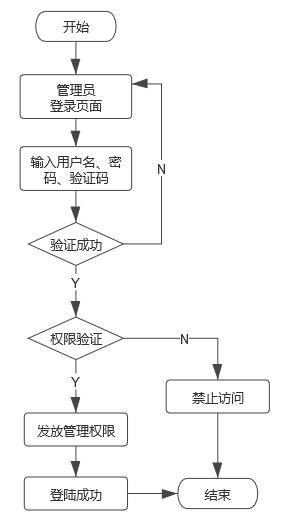 开始
管理员
登录页面
输入用户名、密
码、验证码
N
验证成功
Y
权限验证
N
Y
禁止访问
发放管理权限
登陆成功
结束